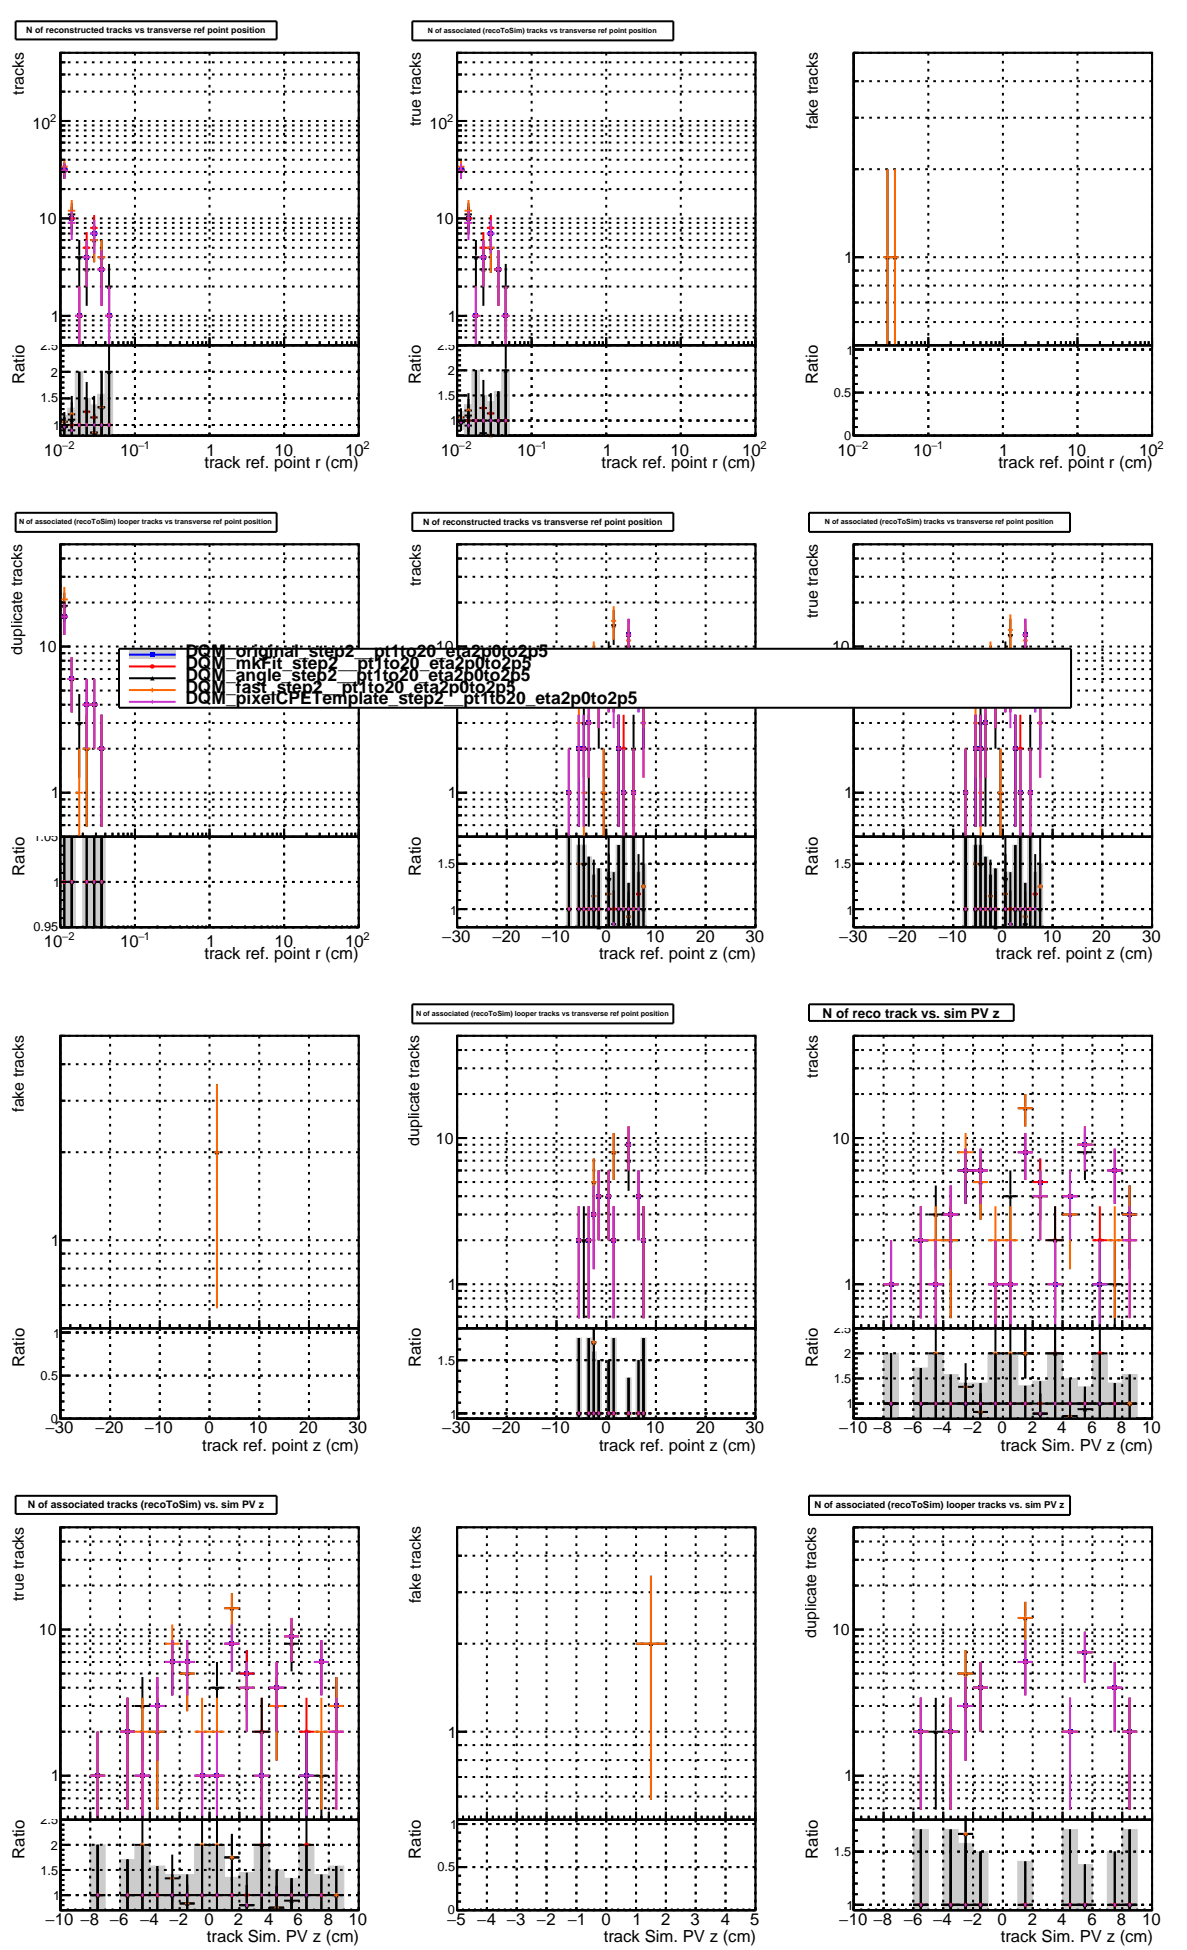 N of reconstructed tracks vs transverse ref point position
tracks
10²
10
1
Ratio
2.5
2
1.5
1
10⁻² 10⁻¹ 1 10 10²
track ref. point r (cm)
N of associated (recoToSim) tracks vs transverse ref point position
true tracks
10²
10
1
Ratio
2.5
2
1.5
1
10⁻² 10⁻¹ 1 10 10²
track ref. point r (cm)
fake tracks
1
Ratio
1
0.5
0
10⁻² 10⁻¹ 1 10 10²
track ref. point r (cm)
N of associated (recoToSim) looper tracks vs transverse ref point position
duplicate tracks
10
1
Ratio
1.05
1
0.95
10⁻² 10⁻¹ 1 10 10²
track ref. point r (cm)
N of reconstructed tracks vs transverse ref point position
tracks
10
1
Ratio
1.5
1
−30 −20 −10 0 10 20 30
track ref. point z (cm)
N of associated (recoToSim) tracks vs transverse ref point position
true tracks
10
1
Ratio
1.5
1
−30 −20 −10 0 10 20 30
track ref. point z (cm)
DQM_original_step2__pt1to20_eta2p0to2p5
DQM_mkFit_step2__pt1to20_eta2p0to2p5
DQM_angle_step2__pt1to20_eta2p0to2p5
DQM_fast_step2__pt1to20_eta2p0to2p5
DQM_pixelCPETemplate_step2__pt1to20_eta2p0to2p5
fake tracks
1
Ratio
1
0.5
0
−30 −20 −10 0 10 20 30
track ref. point z (cm)
N of associated (recoToSim) looper tracks vs transverse ref point position
duplicate tracks
10
1
Ratio
1.5
1
−30 −20 −10 0 10 20 30
track ref. point z (cm)
N of reco track vs. sim PV z
tracks
10
1
Ratio
2.5
2
1.5
1
−10 −8 −6 −4 −2 0 2 4 6 8 10
track Sim. PV z (cm)
N of associated tracks (recoToSim) vs. sim PV z
true tracks
10
1
Ratio
2.5
2
1.5
1
−10 −8 −6 −4 −2 0 2 4 6 8 10
track Sim. PV z (cm)
fake tracks
1
Ratio
1
0.5
0
−5 −4 −3 −2 −1 0 1 2 3 4 5
track Sim. PV z (cm)
N of associated (recoToSim) looper tracks vs. sim PV z
duplicate tracks
10
1
Ratio
1.5
1
−10 −8 −6 −4 −2 0 2 4 6 8 10
track Sim. PV z (cm)